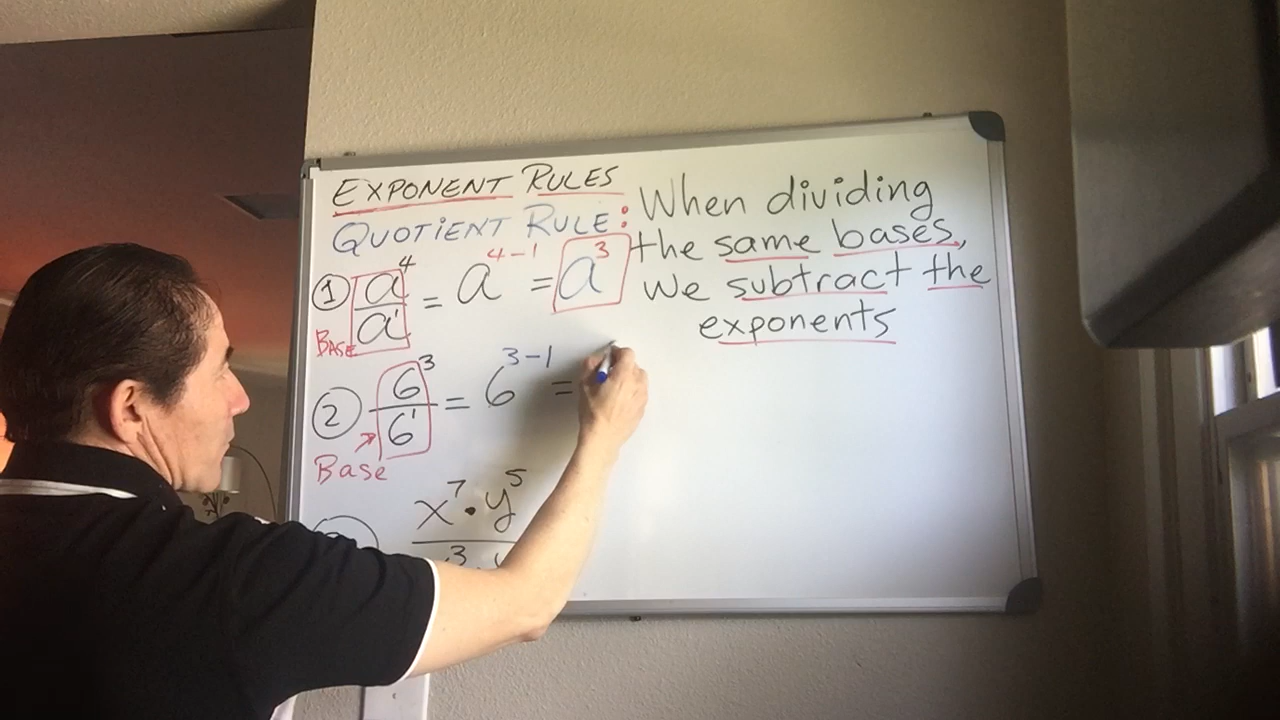 EXPONENT RULES
QUOTIENT RULE: When dividing
the same bases,
we subtract the
exponents
① a⁴/a¹ = a⁴⁻¹ = a³
BASE
② 6³/6¹ = 6³⁻¹ =
Base
x⁷ • y⁵
3